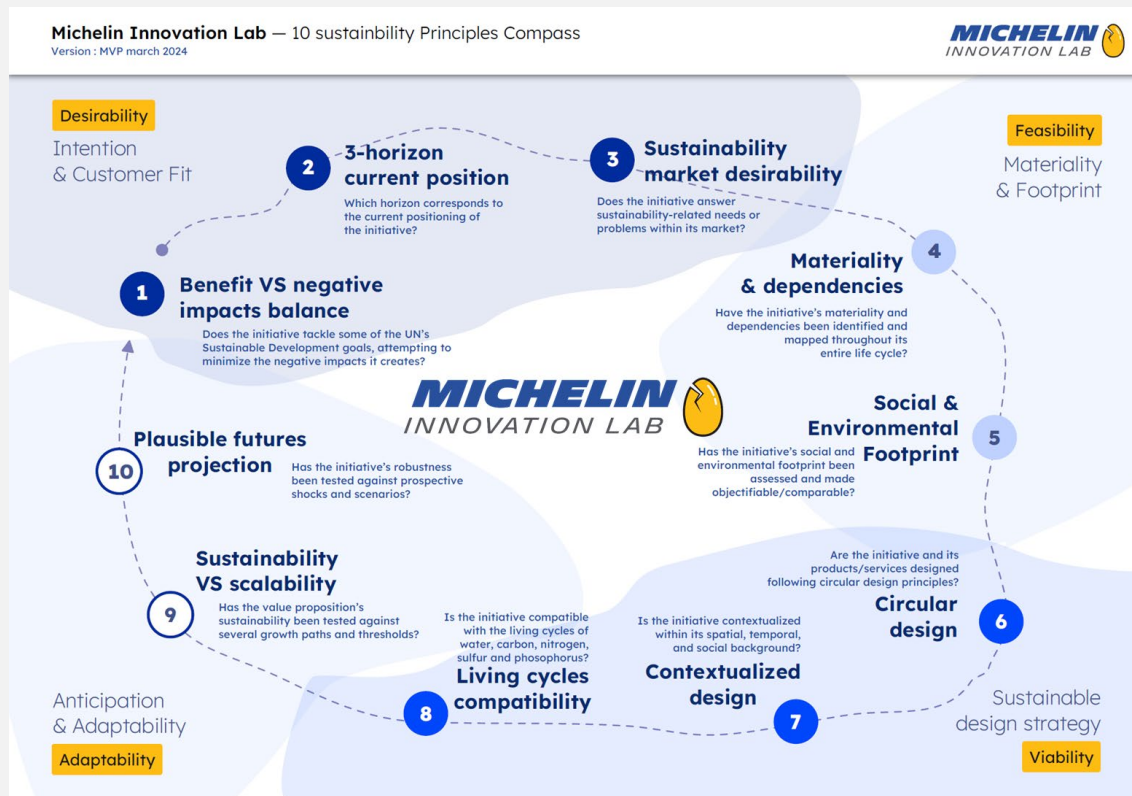 Michelin Innovation Lab — 10 sustainbility Principles Compass
Version : MVP march 2024
MICHELIN
INNOVATION LAB
Desirability
Intention
& Customer Fit
Feasibility
Materiality
& Footprint
1
Benefit VS negative
impacts balance
Does the initiative tackle some of the UN's
Sustainable Development goals, attempting to
minimize the negative impacts it creates?
2
3-horizon
current position
Which horizon corresponds to
the current positioning of
the initiative?
3
Sustainability
market desirability
Does the initiative answer
sustainability-related needs or
problems within its market?
4
Materiality
& dependencies
Have the initiative's materiality and
dependencies been identified and
mapped throughout its
entire life cycle?
MICHELIN
INNOVATION LAB
5
Social &
Environmental
Footprint
Has the initiative's social and
environmental footprint been
assessed and made
objectifiable/comparable?
Are the initiative and its
products/services designed
following circular design principles?
Circular
design
6
Is the initiative contextualized
within its spatial, temporal,
and social background?
Contextualized
design
7
Is the initiative compatible
with the living cycles of
water, carbon, nitrogen,
sulfur and phosophorus?
Living cycles
compatibility
8
Sustainability
VS scalability
9
Has the value proposition's
sustainability been tested against
several growth paths and thresholds?
Plausible futures
projection
10
Has the initiative's robustness
been tested against prospective
shocks and scenarios?
Anticipation
& Adaptability
Adaptability
Sustainable
design strategy
Viability